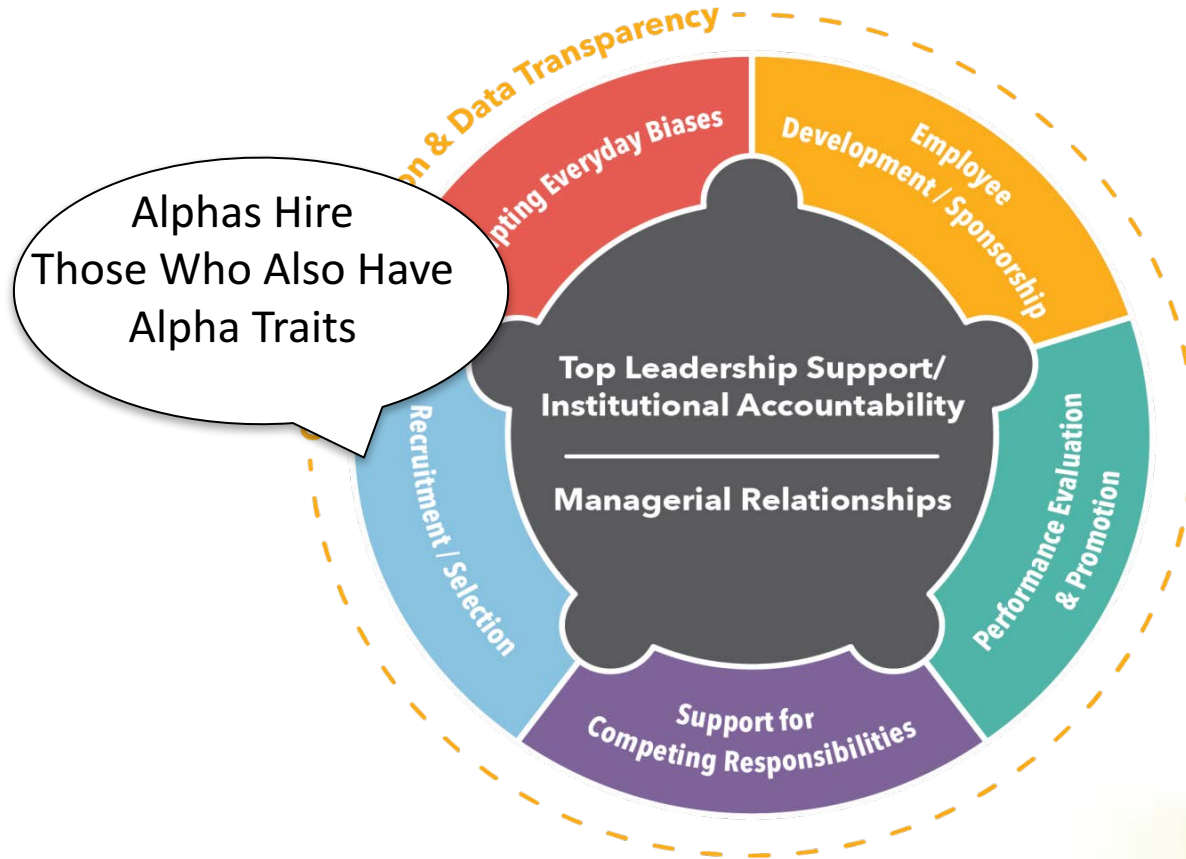 & Data Transparency
Everyday Biases
Employee
Development / Sponsorship
Alphas Hire
Those Who Also Have
Alpha Traits
Top Leadership Support/
Institutional Accountability
Managerial Relationships
Recruitment / Selection
Performance Evaluation
& Promotion
Support for
Competing Responsibilities